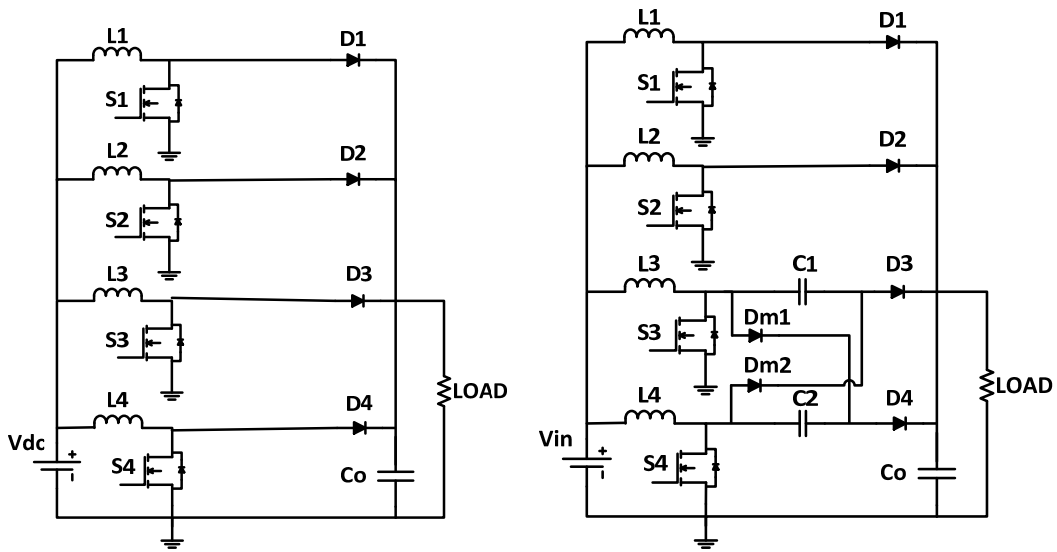 L1
D1
S1
L2
D2
S2
L3
D3
S3
LOAD
L4
D4
Vdc
+
S4
Co
L1
D1
S1
L2
D2
S2
L3
C1
D3
Dm1
S3
Dm2
LOAD
L4
C2
D4
Vin
+
S4
Co